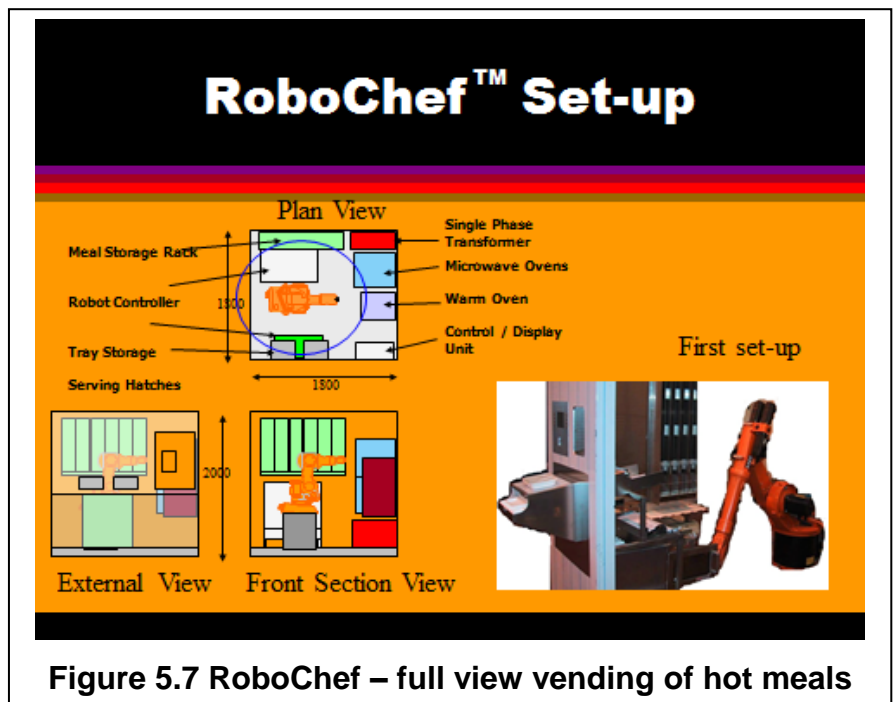 RoboChef™ Set-up
Plan View
Meal Storage Rack
Robot Controller
1800
Tray Storage
Serving Hatches
Single Phase
Transformer
Microwave Ovens
Warm Oven
Control / Display
Unit
1800
First set-up
2000
External View
Front Section View
Figure 5.7 RoboChef – full view vending of hot meals